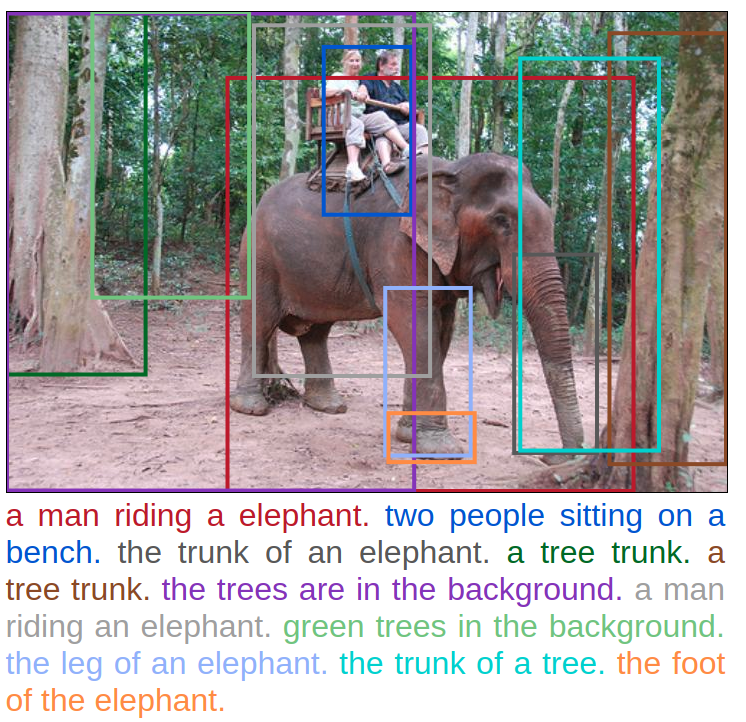 a man riding a elephant. two people sitting on a
bench. the trunk of an elephant. a tree trunk. a
tree trunk. the trees are in the background. a man
riding an elephant. green trees in the background.
the leg of an elephant. the trunk of a tree. the foot
of the elephant.